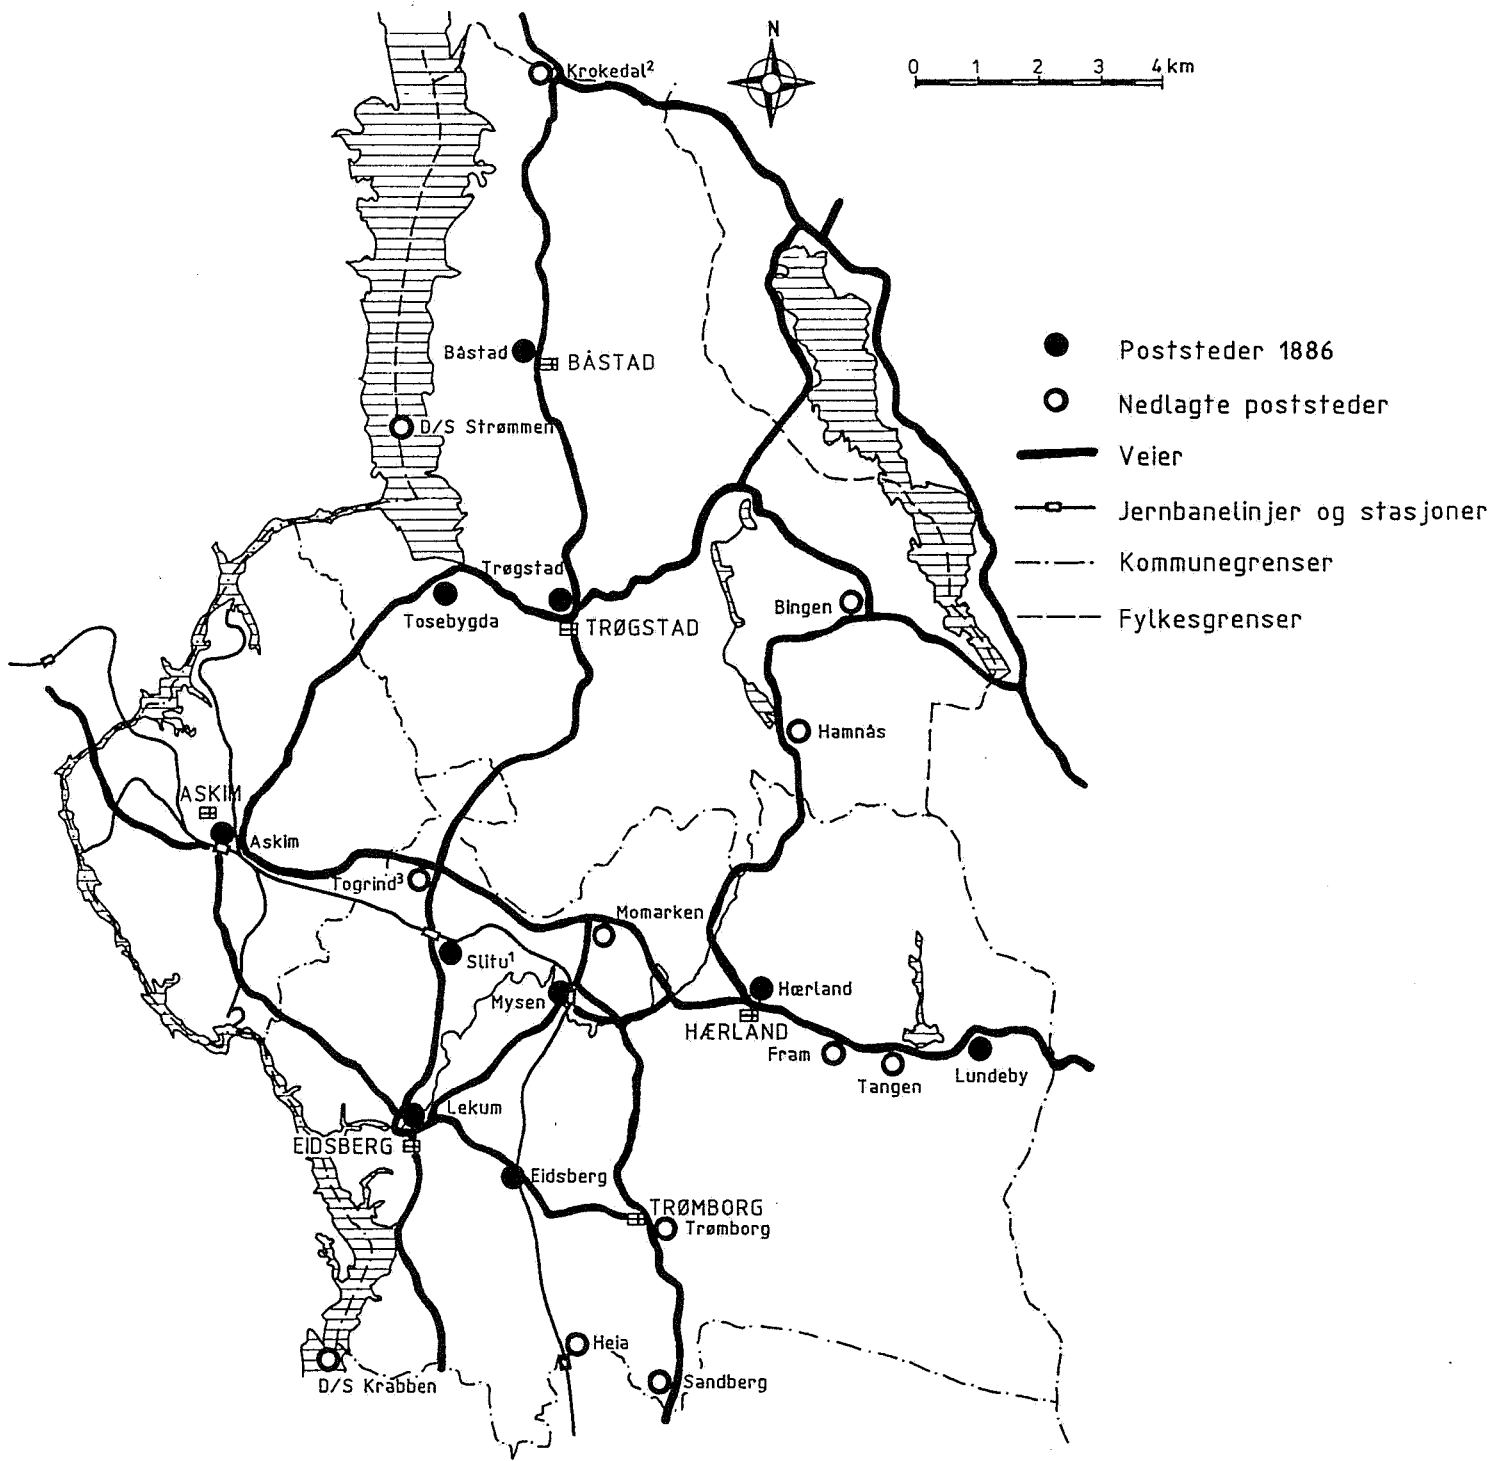 N
0 1 2 3 4 km
Krokedal²
Båstad
BÅSTAD
D/S Strømmen
Poststeder 1886
Nedlagte poststeder
Veier
Jernbanelinjer og stasjoner
Kommunegrenser
Fylkesgrenser
Trøgstad
Tosebygda
TRØGSTAD
Bingen
Hamnås
ASKIM
Askim
Togrind³
Momarken
Slitu¹
Mysen
Hærland
HÆRLAND
Fram
Tangen
Lundeby
Lekum
EIDSBERG
Eidsberg
TRØMBORG
Trømborg
Heia
D/S Krabben
Sandberg